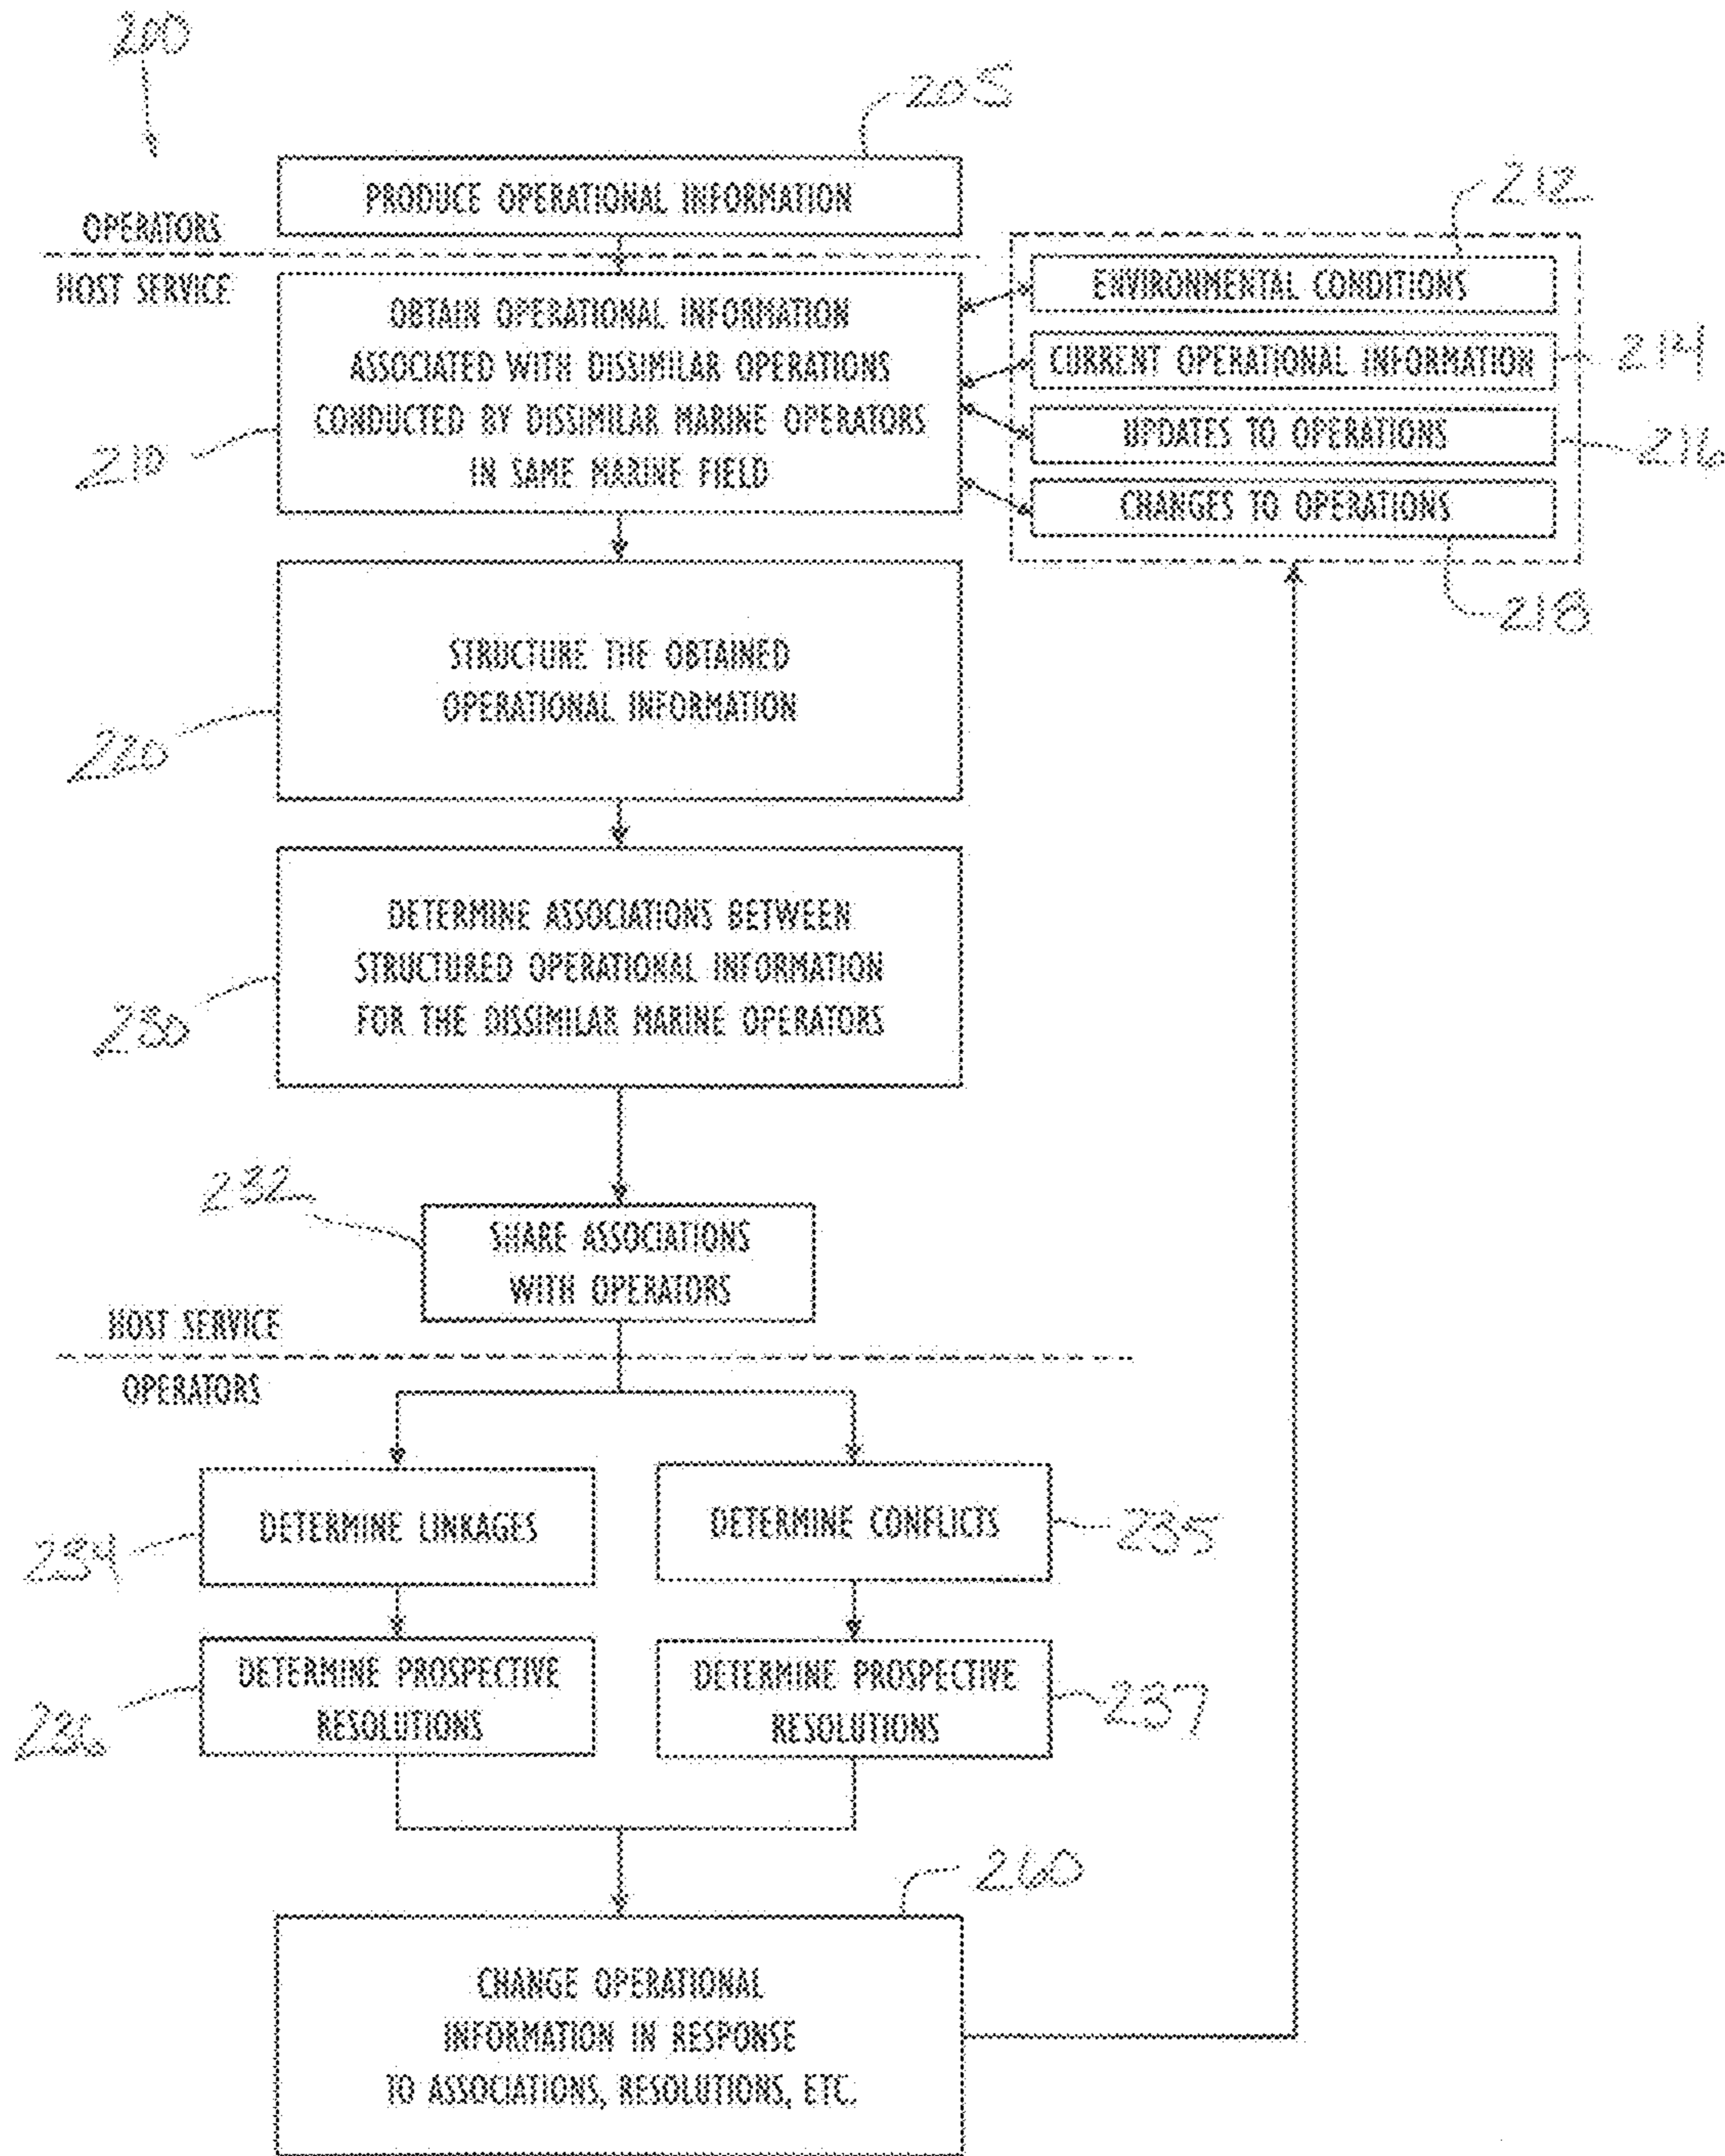 200
205
PRODUCE OPERATIONAL INFORMATION
212
OPERATORS
HOST SERVICE
ENVIRONMENTAL CONDITIONS
OBTAIN OPERATIONAL INFORMATION
ASSOCIATED WITH DISSIMILAR OPERATIONS
CONDUCTED BY DISSIMILAR MARINE OPERATORS
IN SAME MARINE FIELD
210
CURRENT OPERATIONAL INFORMATION
214
UPDATES TO OPERATIONS
216
CHANGES TO OPERATIONS
218
STRUCTURE THE OBTAINED
OPERATIONAL INFORMATION
220
DETERMINE ASSOCIATIONS BETWEEN
STRUCTURED OPERATIONAL INFORMATION
FOR THE DISSIMILAR MARINE OPERATORS
230
232
SHARE ASSOCIATIONS
WITH OPERATORS
HOST SERVICE
OPERATORS
DETERMINE LINKAGES
234
DETERMINE CONFLICTS
235
DETERMINE PROSPECTIVE
RESOLUTIONS
236
DETERMINE PROSPECTIVE
RESOLUTIONS
237
260
CHANGE OPERATIONAL
INFORMATION IN RESPONSE
TO ASSOCIATIONS, RESOLUTIONS, ETC.